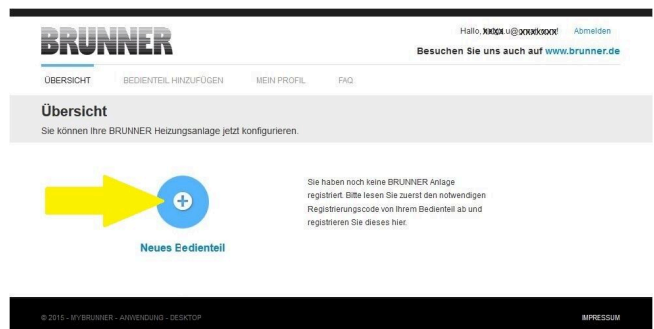 BRUNNER
Hallo, .u@ ! Abmelden
Besuchen Sie uns auch auf www.brunner.de
ÜBERSICHT BEDIENTEIL HINZUFÜGEN MEIN PROFIL FAQ
Übersicht
Sie können Ihre BRUNNER Heizungsanlage jetzt konfigurieren.
Sie haben noch keine BRUNNER Anlage
registriert. Bitte lesen Sie zuerst den notwendigen
Registrierungscode von Ihrem Bedienteil ab und
registrieren Sie dieses hier.
Neues Bedienteil
© 2015 - MYBRUNNER - ANWENDUNG - DESKTOP
IMPRESSUM